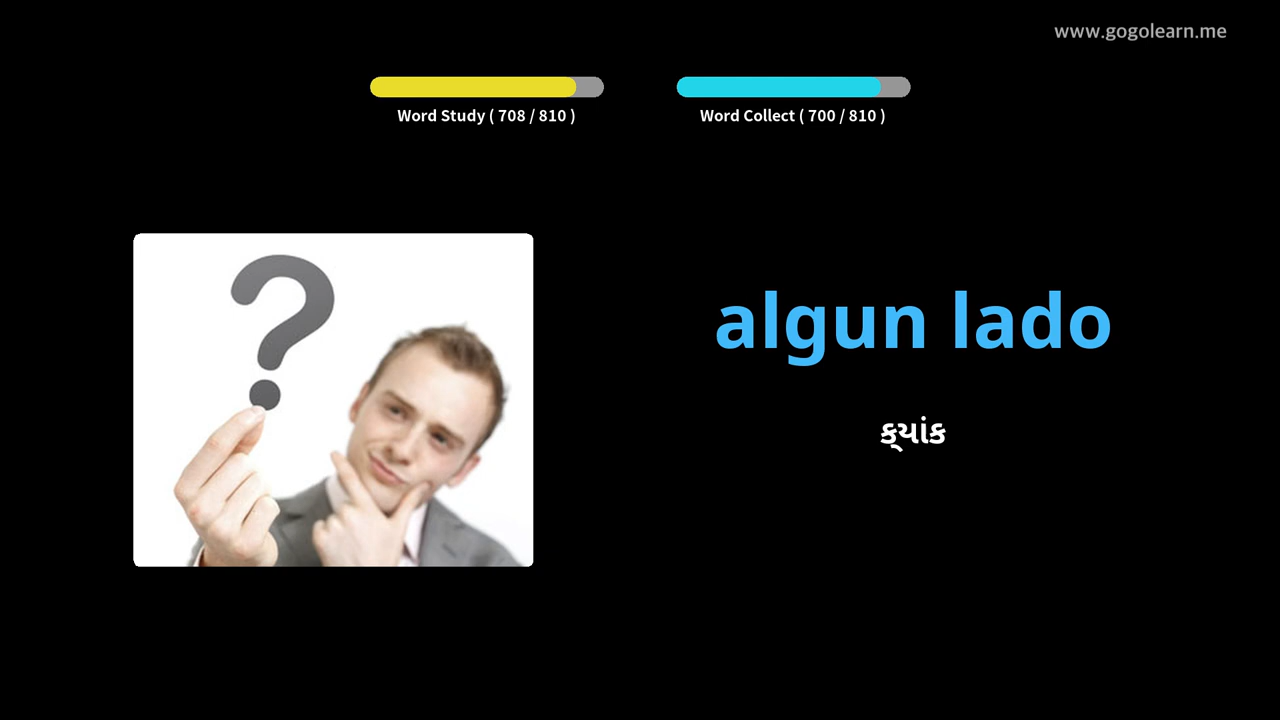 www.gogolearn.me
Word Study ( 708 / 810 )
Word Collect ( 700 / 810 )
algun lado
ક્યાંક